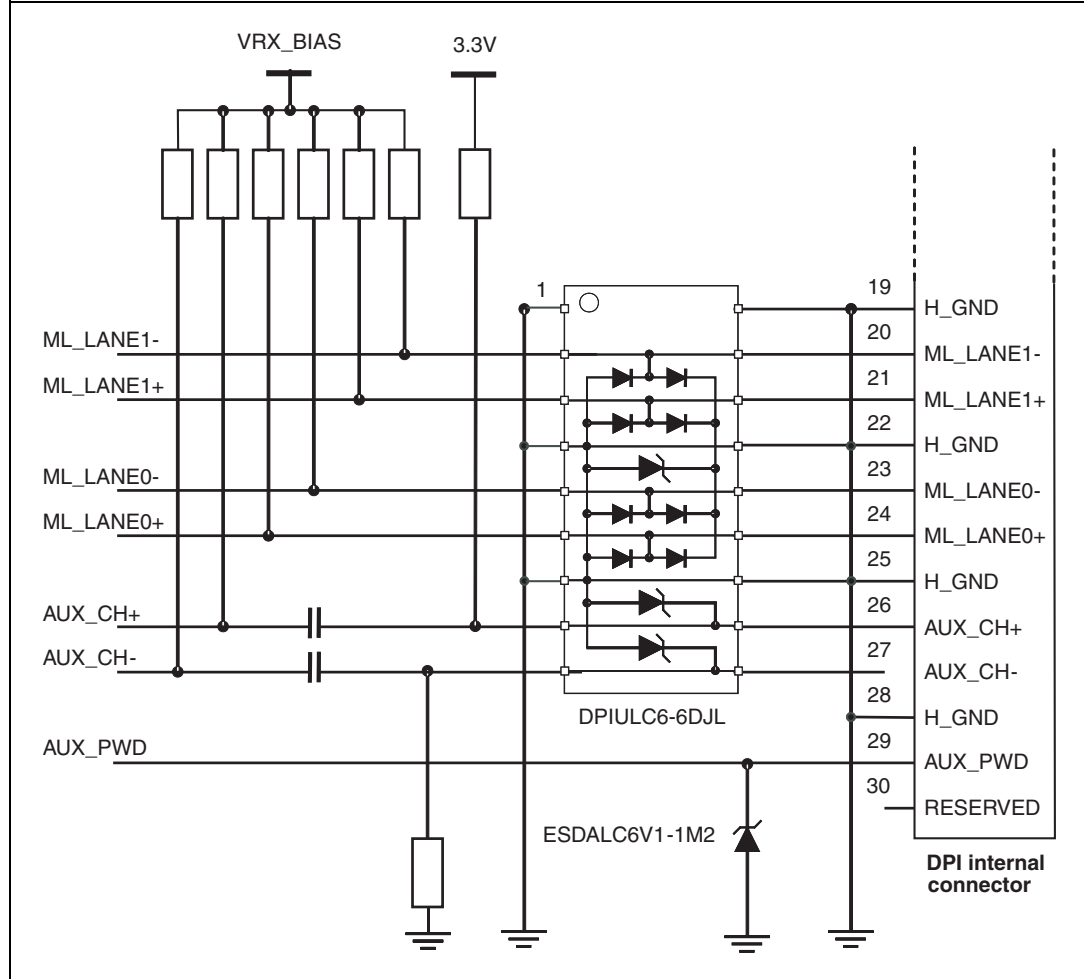 VRX_BIAS
3.3V
1
19
H_GND
20
ML_LANE1-
ML_LANE1-
21
ML_LANE1+
ML_LANE1+
22
H_GND
23
ML_LANE0-
ML_LANE0-
24
ML_LANE0+
ML_LANE0+
25
H_GND
26
AUX_CH+
AUX_CH+
27
AUX_CH-
AUX_CH-
28
DPIULC6-6DJL
H_GND
29
AUX_PWD
AUX_PWD
30
RESERVED
ESDALC6V1-1M2
DPI internal
connector